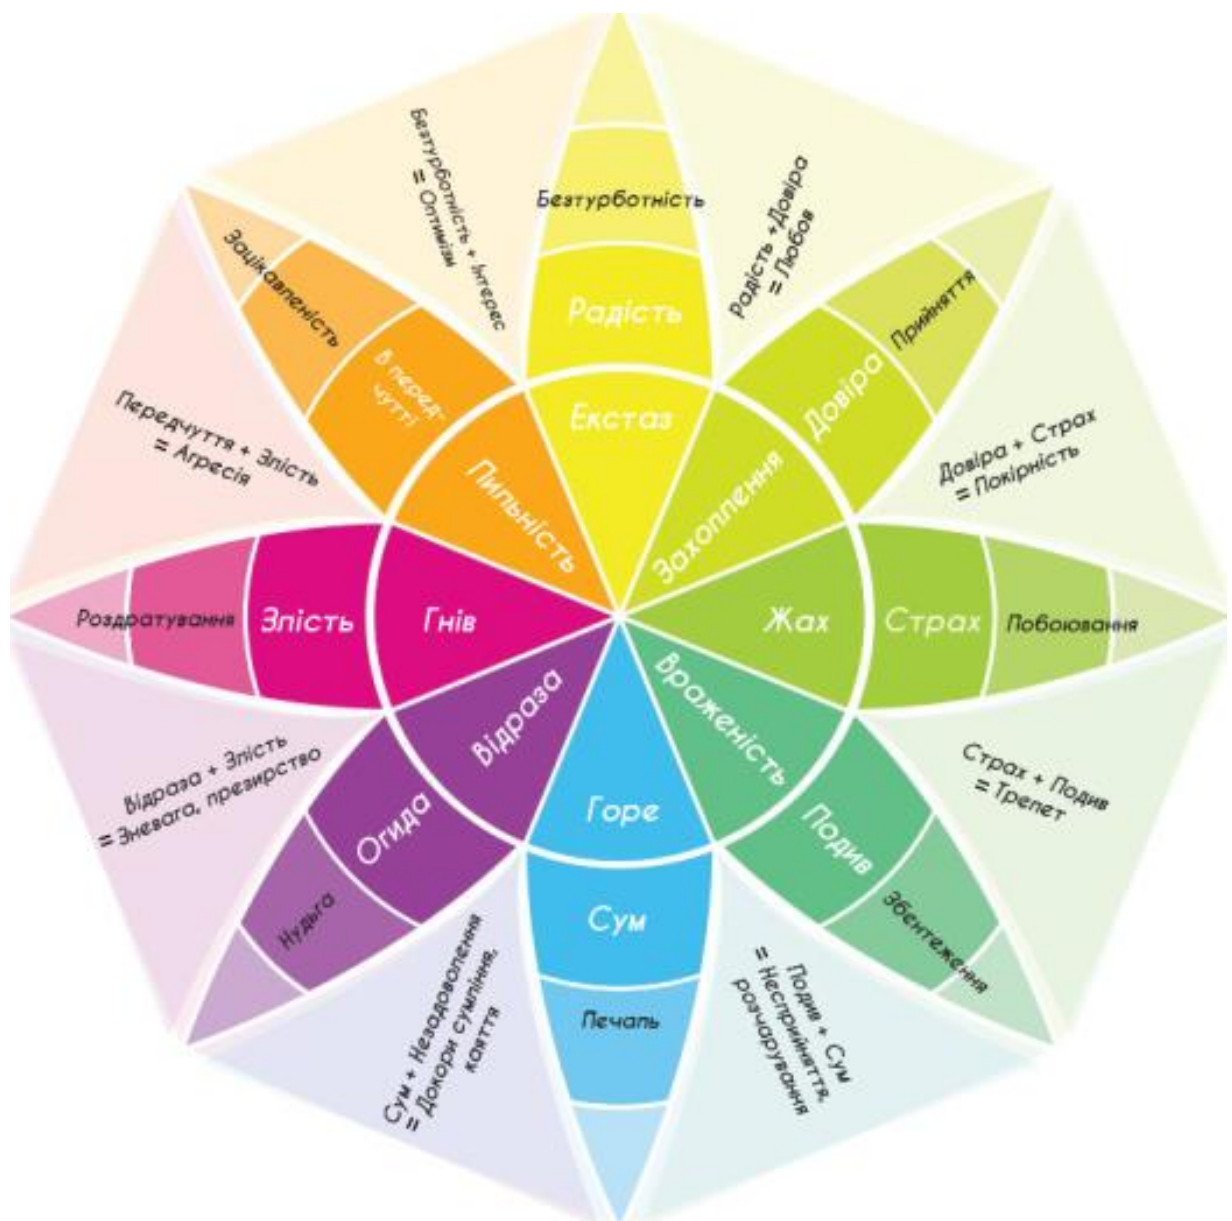 Безтурботність
Радість
Екстаз
Радість +Довіра
= Любов
Прийняття
Довіра
Захоплення
Довіра + Страх
= Покірність
Жах
Страх
Побоювання
Страх + Подив
= Трепет
Враженість
Подив
Збентеження
Подив + Сум
= Несприйняття,
розчарування
Горе
Сум
Печаль
Сум + Незадоволення
= Докори сумління,
каяття
Відраза
Огида
Нудьга
Відраза + Злість
= Зневага, презирство
Гнів
Злість
Роздратування
Передчуття + Злість
= Агресія
Пильність
В перед-
чутті
Зацікавленість
Безтурботність + Інтерес
= Оптимізм